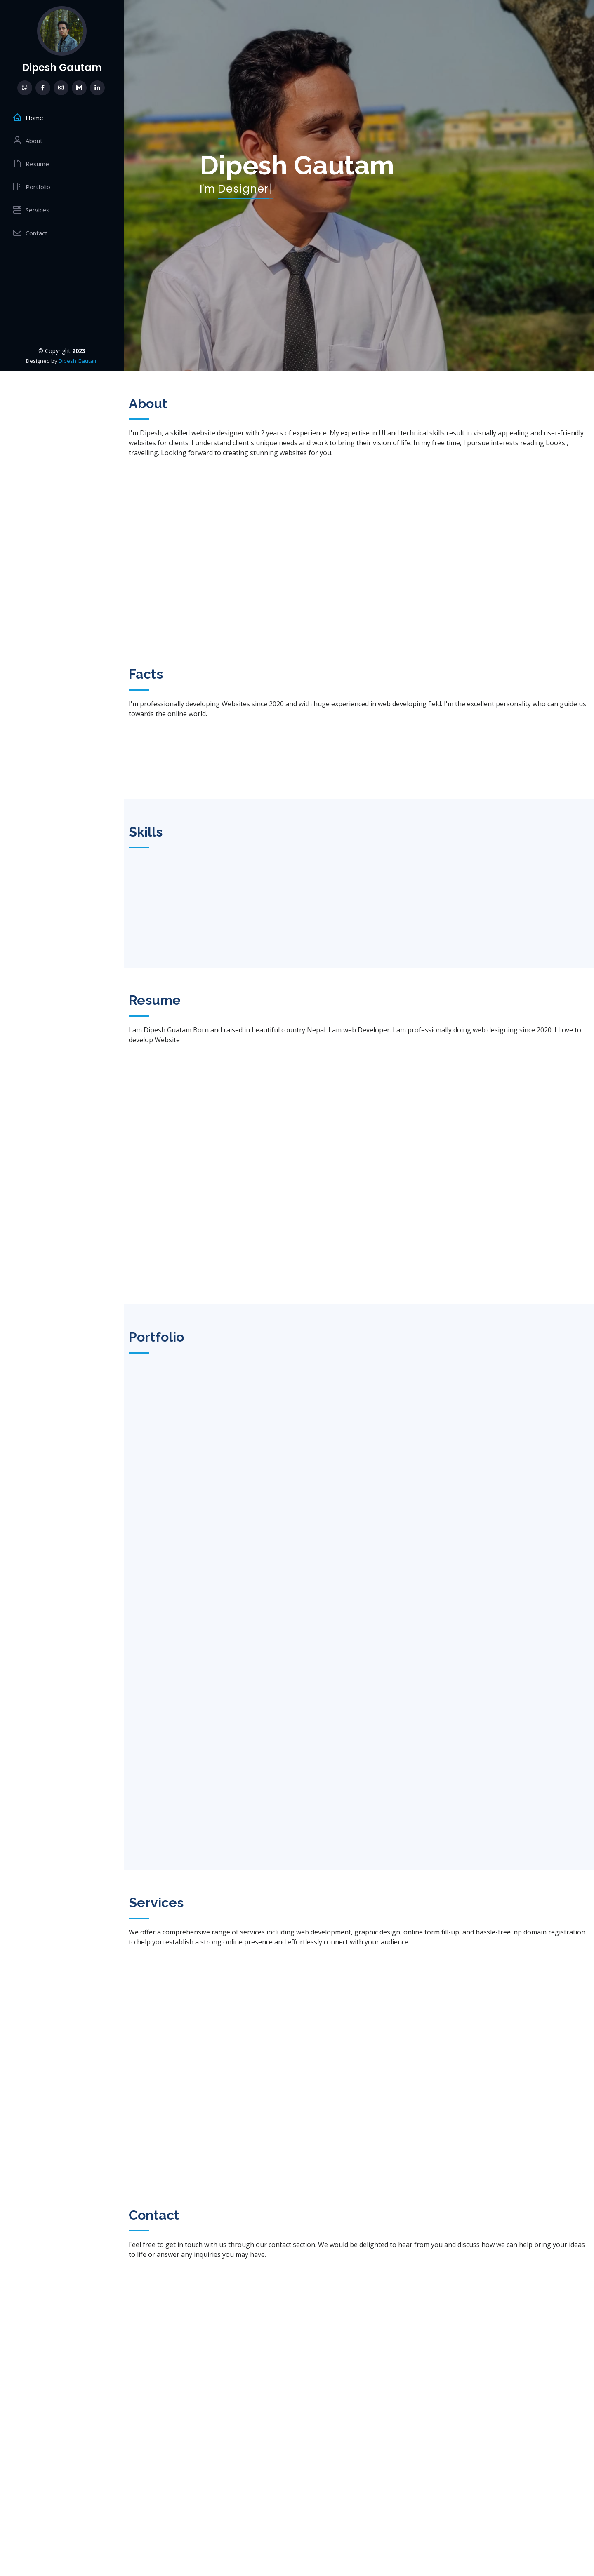 Dipesh Gautam
Home
About
Resume
Portfolio
Services
Contact
© Copyright 2023
Designed by Dipesh Gautam
Dipesh Gautam
I'm Designer
About
I'm Dipesh, a skilled website designer with 2 years of experience. My expertise in UI and technical skills result in visually appealing and user-friendly
websites for clients. I understand client's unique needs and work to bring their vision of life. In my free time, I pursue interests reading books ,
travelling. Looking forward to creating stunning websites for you.
Facts
I'm professionally developing Websites since 2020 and with huge experienced in web developing field. I'm the excellent personality who can guide us
towards the online world.
Skills
Resume
I am Dipesh Guatam Born and raised in beautiful country Nepal. I am web Developer. I am professionally doing web designing since 2020. I Love to
develop Website
Portfolio
Services
We offer a comprehensive range of services including web development, graphic design, online form fill-up, and hassle-free .np domain registration
to help you establish a strong online presence and effortlessly connect with your audience.
Contact
Feel free to get in touch with us through our contact section. We would be delighted to hear from you and discuss how we can help bring your ideas
to life or answer any inquiries you may have.